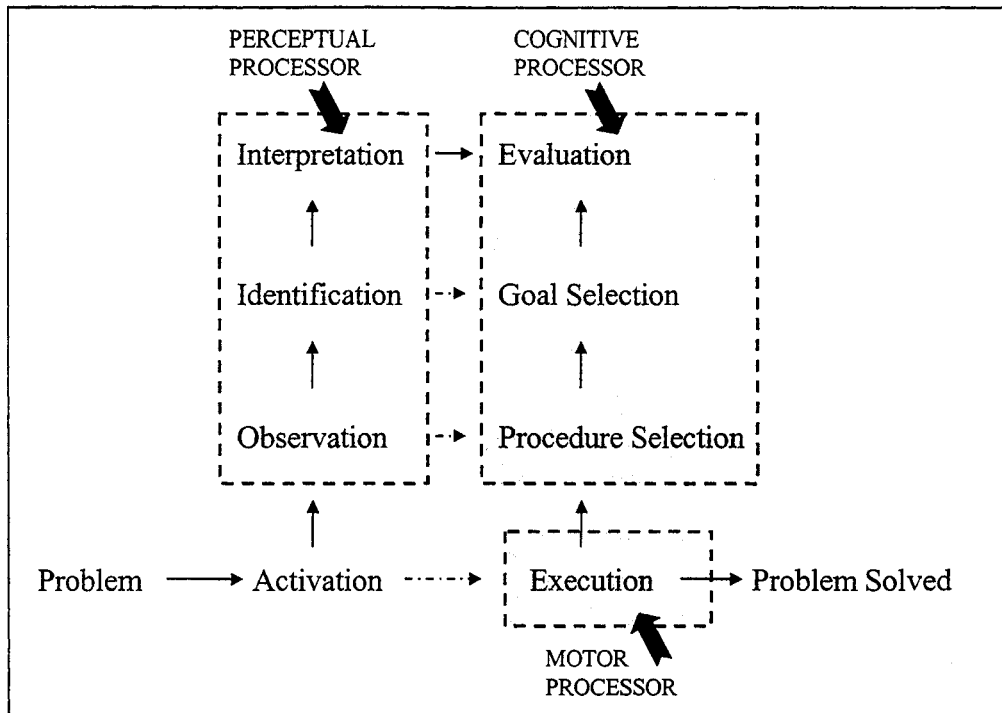 PERCEPTUAL
PROCESSOR
COGNITIVE
PROCESSOR
Interpretation
Evaluation
Identification
Goal Selection
Observation
Procedure Selection
Problem
Activation
Execution
Problem Solved
MOTOR
PROCESSOR